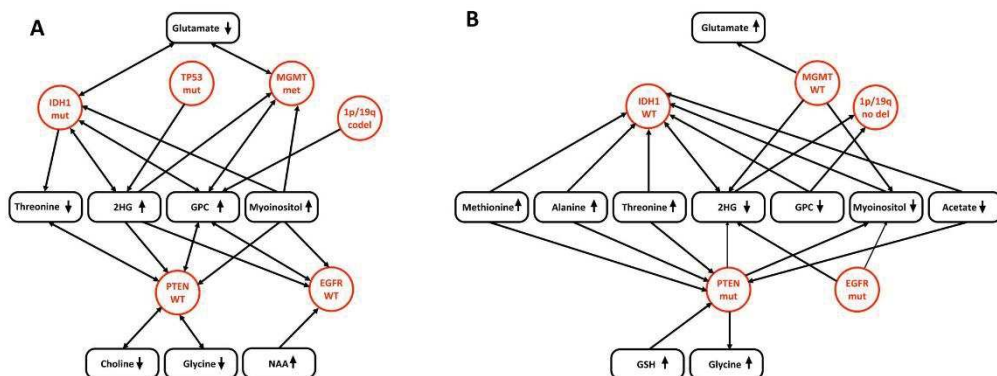 A
Glutamate ↓
TP53
mut
MGMT
met
IDH1
mut
1p/19q
codel
Threonine ↓
2HG ↑
GPC ↑
Myoinositol ↑
PTEN
WT
EGFR
WT
Choline ↓
Glycine ↓
NAA ↑
B
Glutamate ↑
MGMT
WT
IDH1
WT
1p/19q
no del
Methionine ↑
Alanine ↑
Threonine ↑
2HG ↓
GPC ↓
Myoinositol ↓
Acetate ↓
PTEN
mut
EGFR
mut
GSH ↑
Glycine ↑